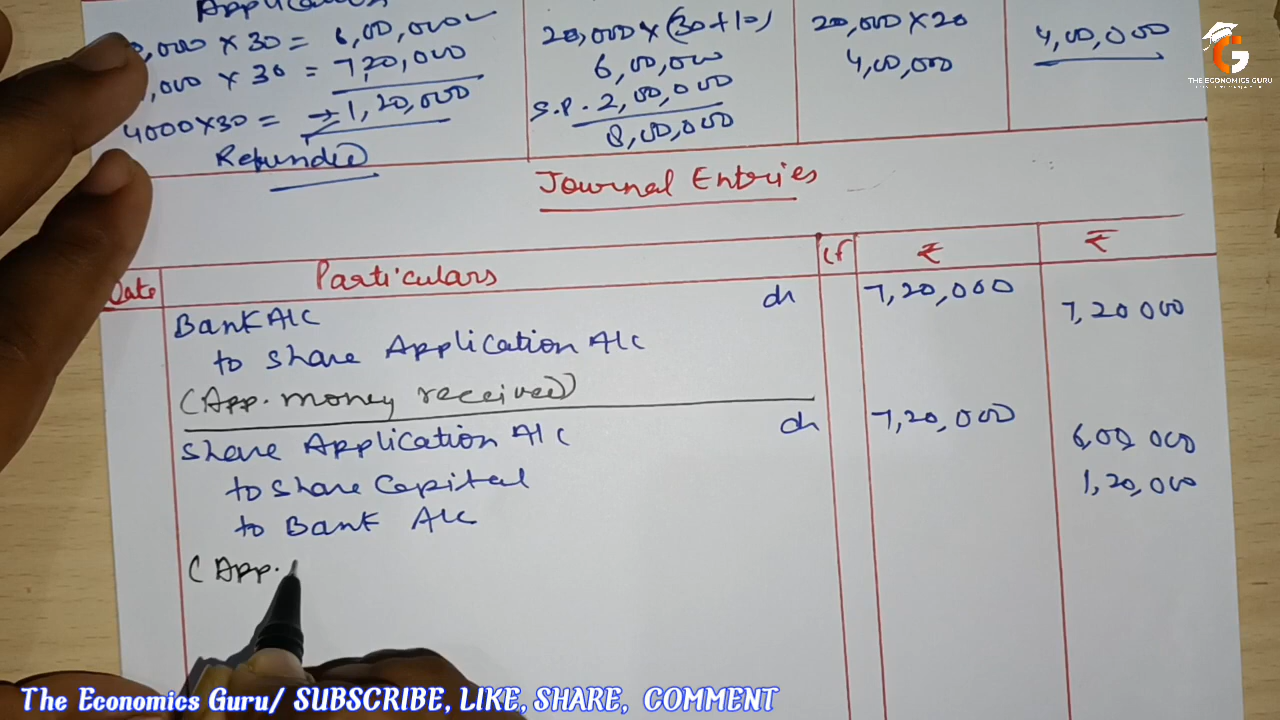 Application
,000 × 30 = 6,00,000
,000 × 30 = 7,20,000
4000×30 = → 1,20,000
Refunded
20,000 × (30+10)
6,00,000
S.P. 2,00,000
8,00,000
20,000 × 20
4,00,000
4,00,000
THE ECONOMICS GURU
Journal Entries
Date Particulars LF ₹ ₹
Bank A/c dr 7,20,000
to Share Application A/c 7,20 000
(App. money received)
Share Application A/c dr 7,20,000
to Share Capital 6,00,000
to Bank A/c 1,20,000
(App.
The Economics Guru/ SUBSCRIBE, LIKE, SHARE, COMMENT